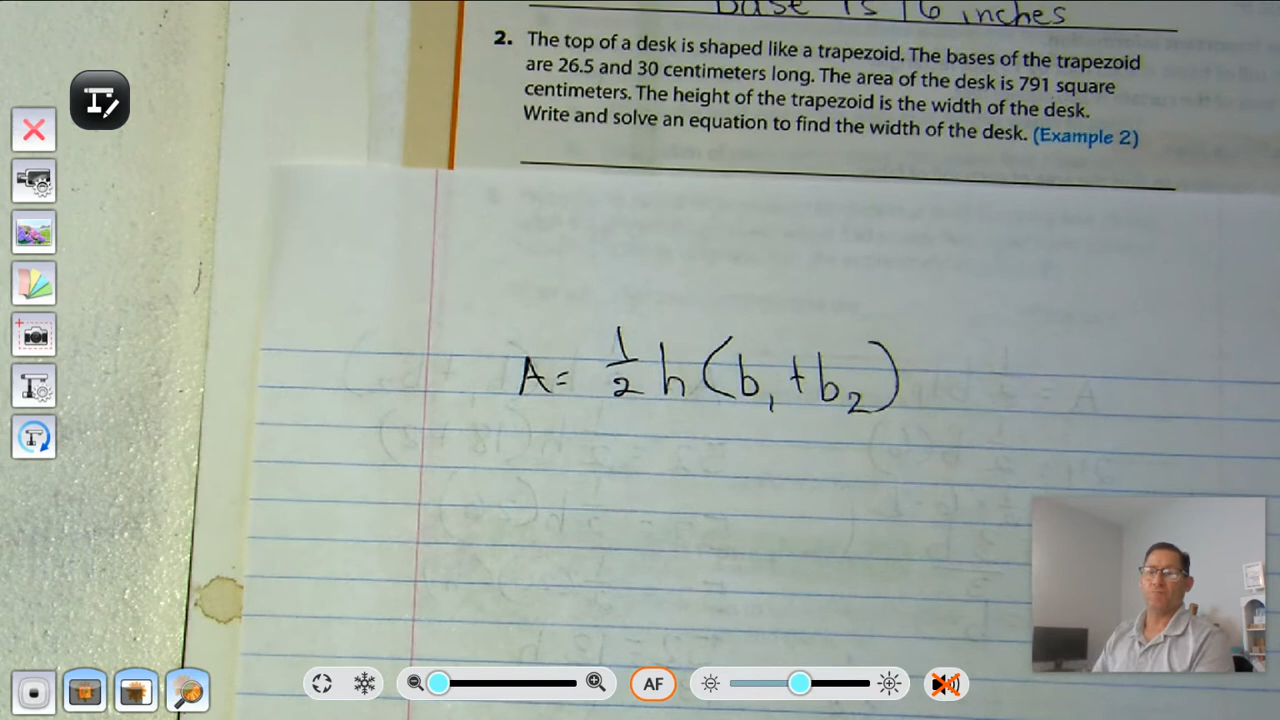 base is 16 inches
2. The top of a desk is shaped like a trapezoid. The bases of the trapezoid
are 26.5 and 30 centimeters long. The area of the desk is 791 square
centimeters. The height of the trapezoid is the width of the desk.
Write and solve an equation to find the width of the desk. (Example 2)
A = 1/2 h (b₁ + b₂)
AF